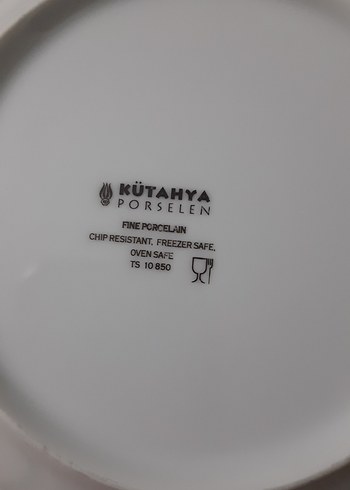 KÜTAHYA
PORSELEN
FINE PORCELAIN
CHIP RESISTANT. FREEZER SAFE.
OVEN SAFE
TS 10 850